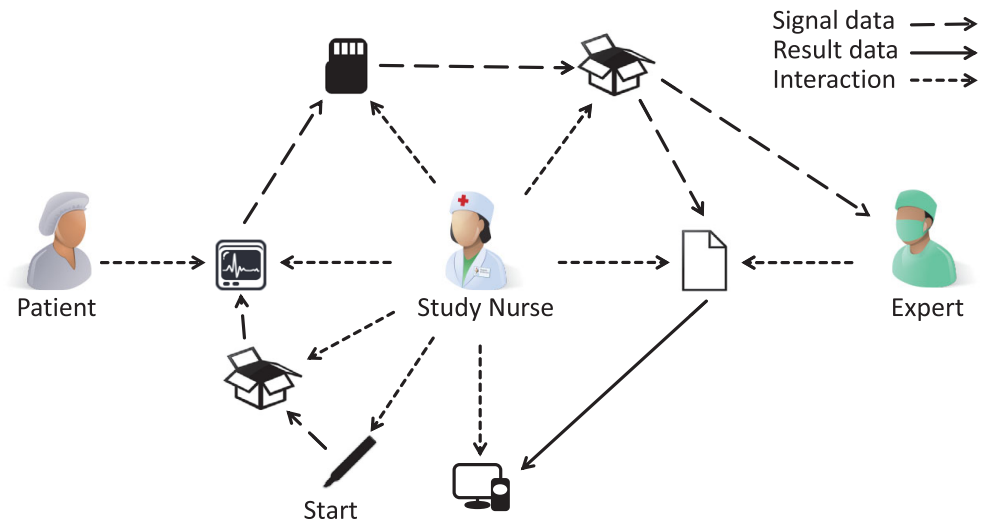 Signal data
Result data
Interaction
Patient
Study Nurse
Expert
Start